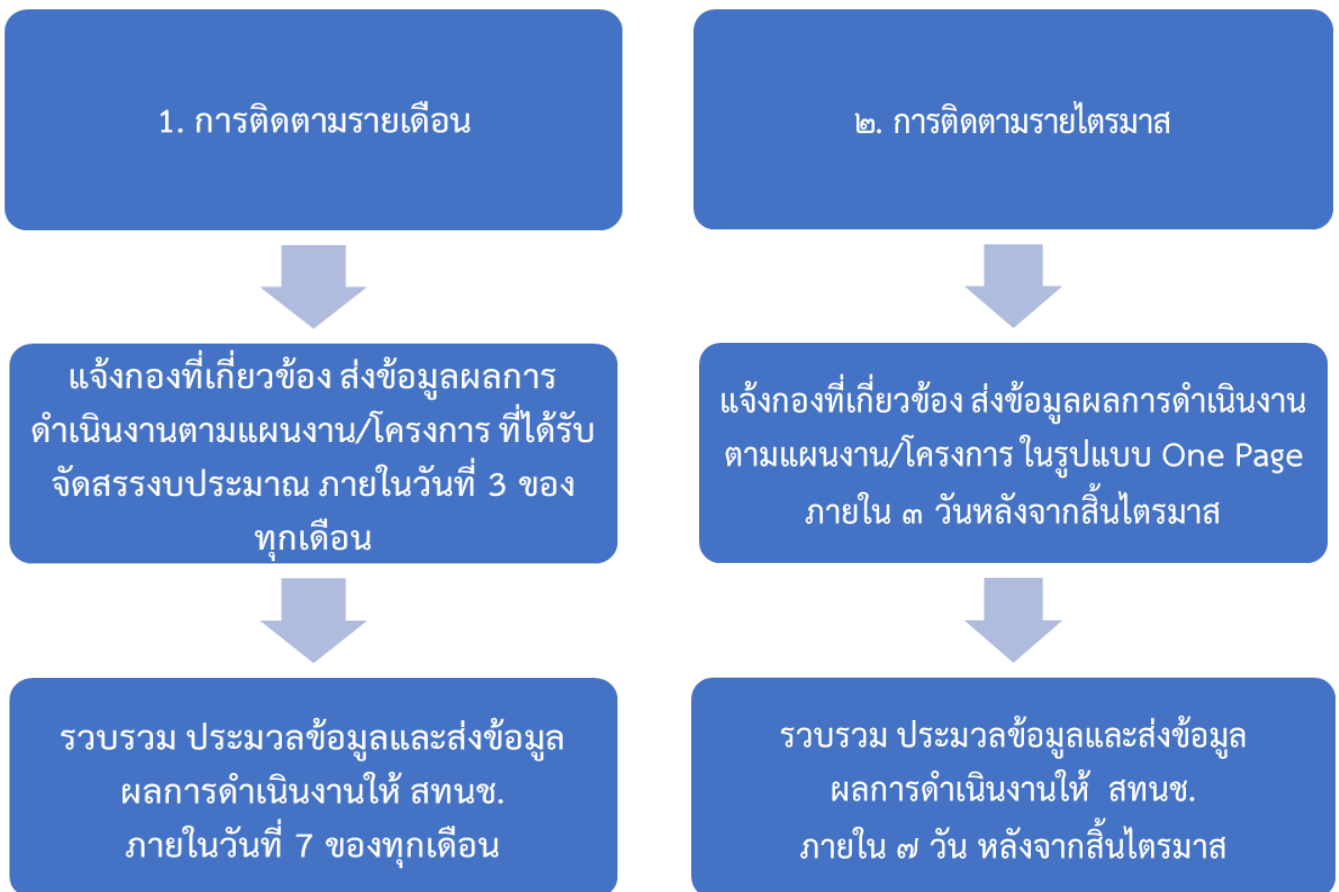 1. การติดตามรายเดือน
แจ้งกองที่เกี่ยวข้อง ส่งข้อมูลผลการ
ดำเนินงานตามแผนงาน/โครงการ ที่ได้รับ
จัดสรรงบประมาณ ภายในวันที่ 3 ของ
ทุกเดือน
รวบรวม ประมวลข้อมูลและส่งข้อมูล
ผลการดำเนินงานให้ สทนช.
ภายในวันที่ 7 ของทุกเดือน
๒. การติดตามรายไตรมาส
แจ้งกองที่เกี่ยวข้อง ส่งข้อมูลผลการดำเนินงาน
ตามแผนงาน/โครงการ ในรูปแบบ One Page
ภายใน ๓ วันหลังจากสิ้นไตรมาส
รวบรวม ประมวลข้อมูลและส่งข้อมูล
ผลการดำเนินงานให้ สทนช.
ภายใน ๗ วัน หลังจากสิ้นไตรมาส